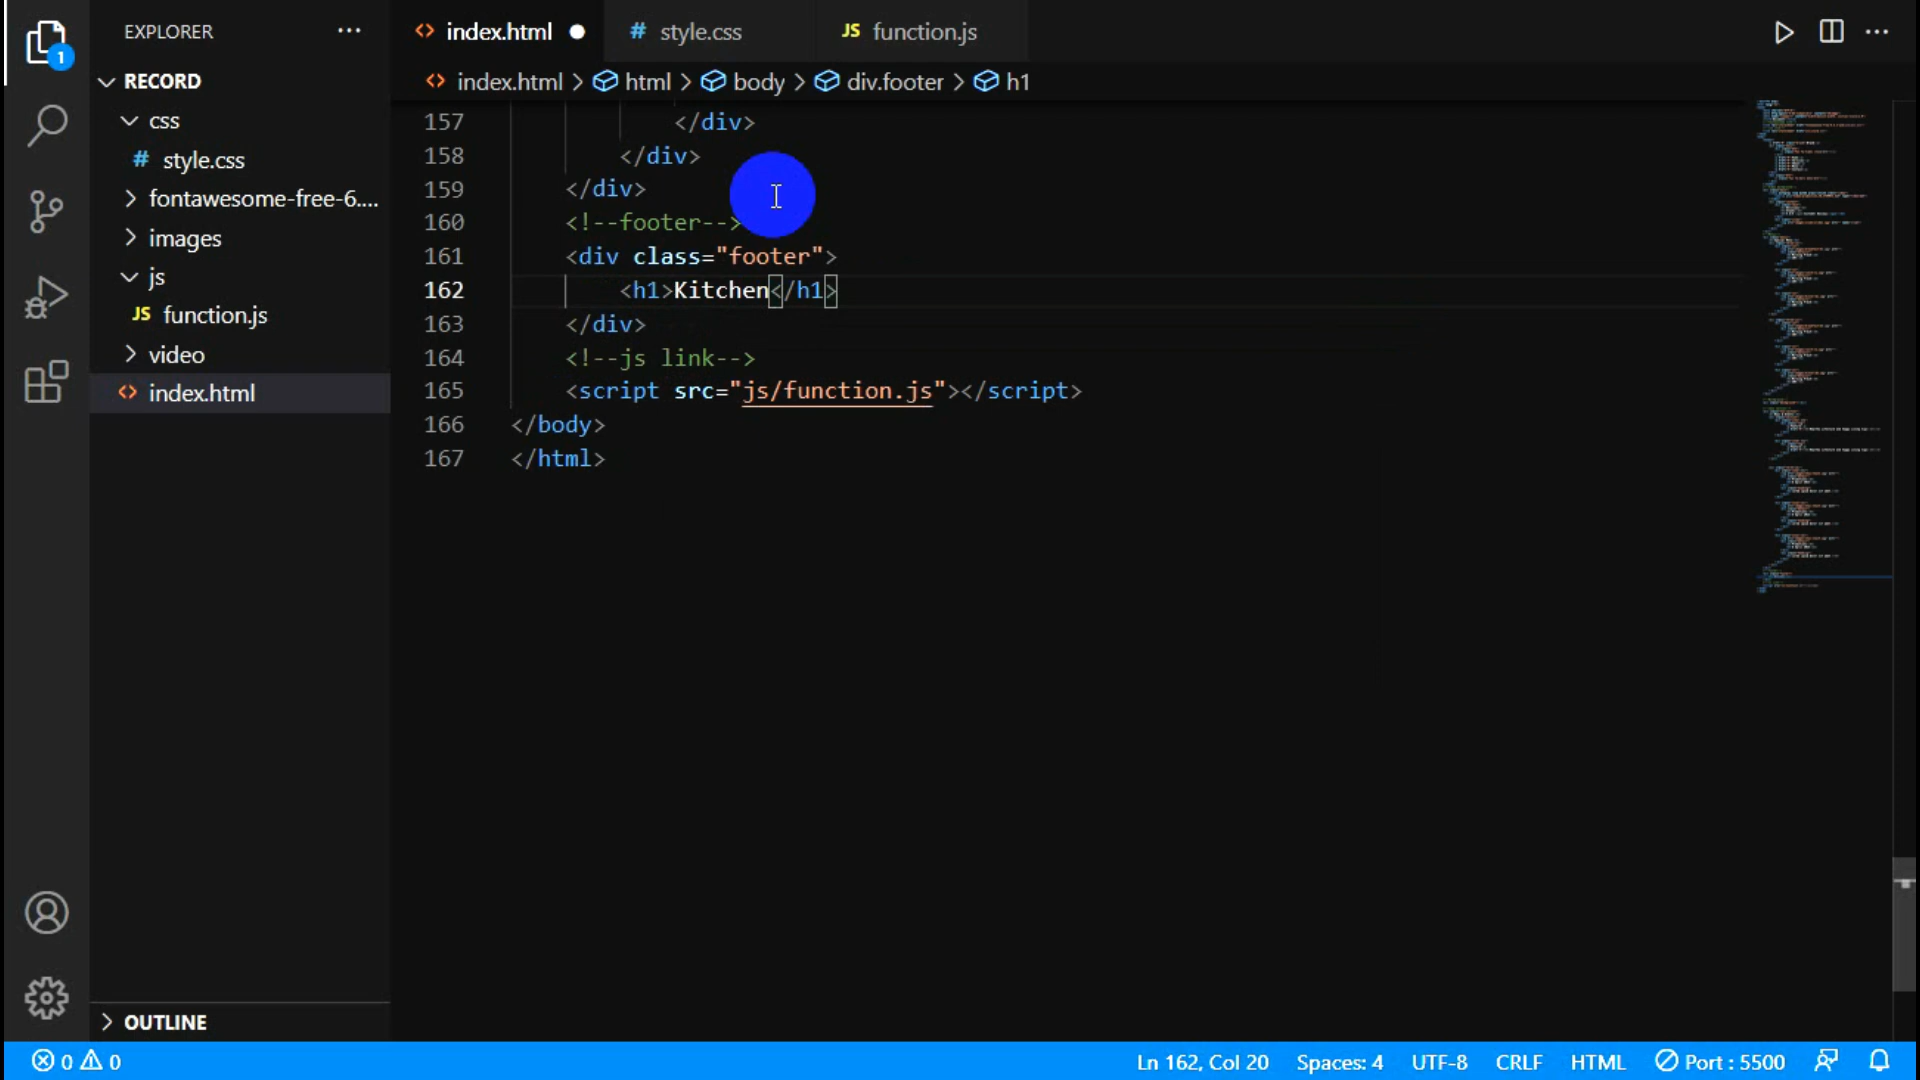 EXPLORER
RECORD
css
# style.css
fontawesome-free-6....
images
js
JS function.js
video
<> index.html
OUTLINE
<> index.html
# style.css
JS function.js
<> index.html > html > body > div.footer > h1
157 </div>
158 </div>
159 </div>
160 <!--footer-->
161 <div class="footer">
162 <h1>Kitchen</h1>
163 </div>
164 <!--js link-->
165 <script src="js/function.js"></script>
166 </body>
167 </html>
1
0 0
Ln 162, Col 20 Spaces: 4 UTF-8 CRLF HTML Port : 5500